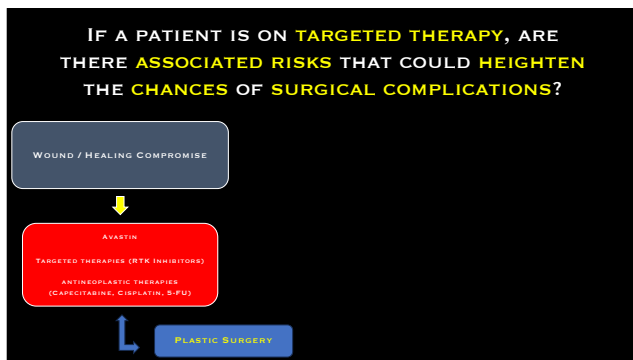 If a patient is on targeted therapy, are
there associated risks that could heighten
the chances of surgical complications?
Wound / Healing Compromise
Avastin
Targeted therapies (RTK Inhibitors)
antineoplastic therapies
(Capecitabine, Cisplatin, 5-FU)
Plastic Surgery